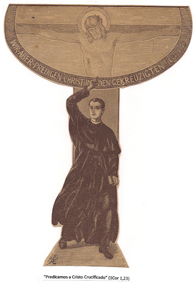 WIR ABER PREDIGEN CHRISTUM DEN GEKREUZIGTEN
"Predicamos a Cristo Crucificado" (1Cor 1,23)